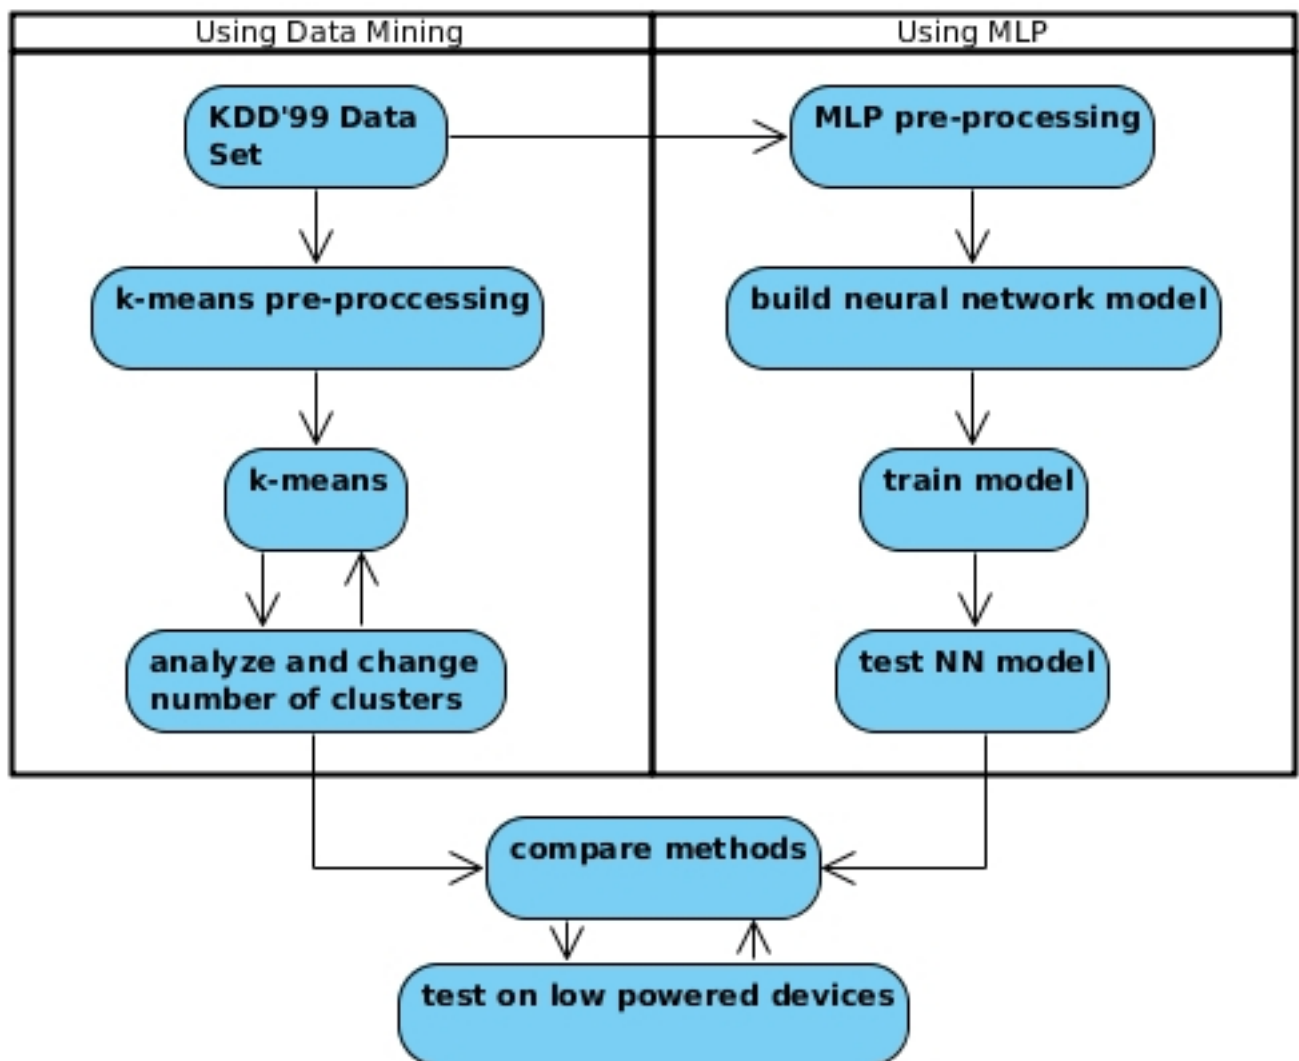 Using Data Mining
Using MLP
KDD'99 Data
Set
MLP pre-processing
k-means pre-proccessing
build neural network model
k-means
train model
analyze and change
number of clusters
test NN model
compare methods
test on low powered devices